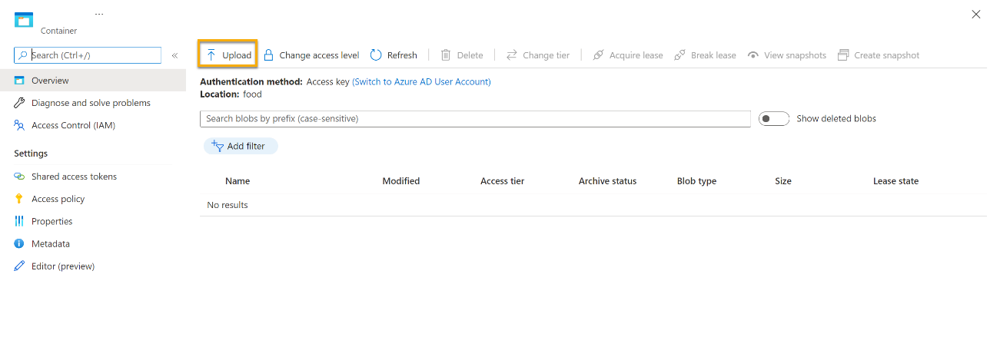 ...
Container
Search (Ctrl+/) «
Upload Change access level Refresh Delete Change tier Acquire lease Break lease View snapshots Create snapshot
Overview
Diagnose and solve problems
Access Control (IAM)
Settings
Shared access tokens
Access policy
Properties
Metadata
Editor (preview)
Authentication method: Access key (Switch to Azure AD User Account)
Location: food
Search blobs by prefix (case-sensitive) Show deleted blobs
Add filter
Name Modified Access tier Archive status Blob type Size Lease state
No results